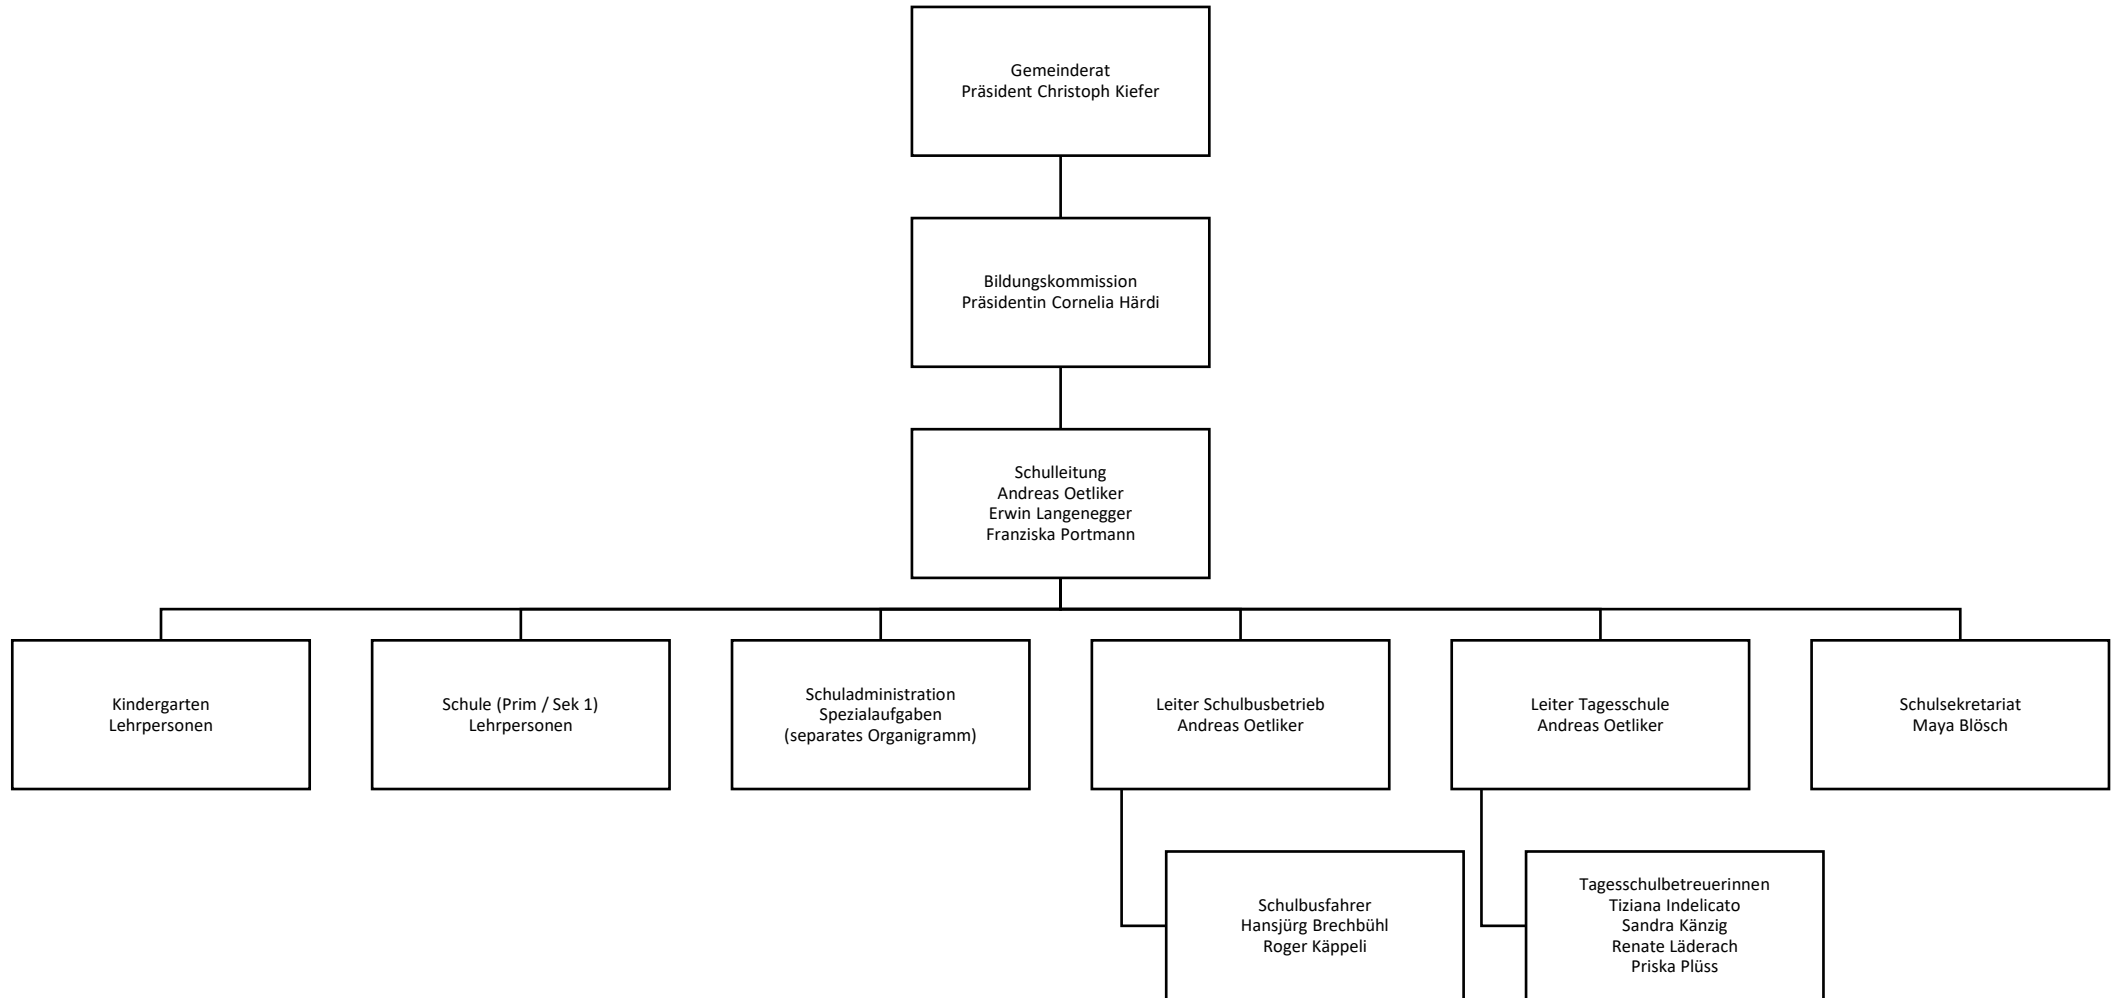 Gemeinderat
Präsident Christoph Kiefer
Bildungskommission
Präsidentin Cornelia Härdi
Schulleitung
Andreas Oetliker
Erwin Langenegger
Franziska Portmann
Kindergarten
Lehrpersonen
Schule (Prim / Sek 1)
Lehrpersonen
Schuladministration
Spezialaufgaben
(separates Organigramm)
Leiter Schulbusbetrieb
Andreas Oetliker
Leiter Tagesschule
Andreas Oetliker
Schulsekretariat
Maya Blösch
Schulbusfahrer
Hansjürg Brechbühl
Roger Käppeli
Tagesschulbetreuerinnen
Tiziana Indelicato
Sandra Känzig
Renate Läderach
Priska Plüss